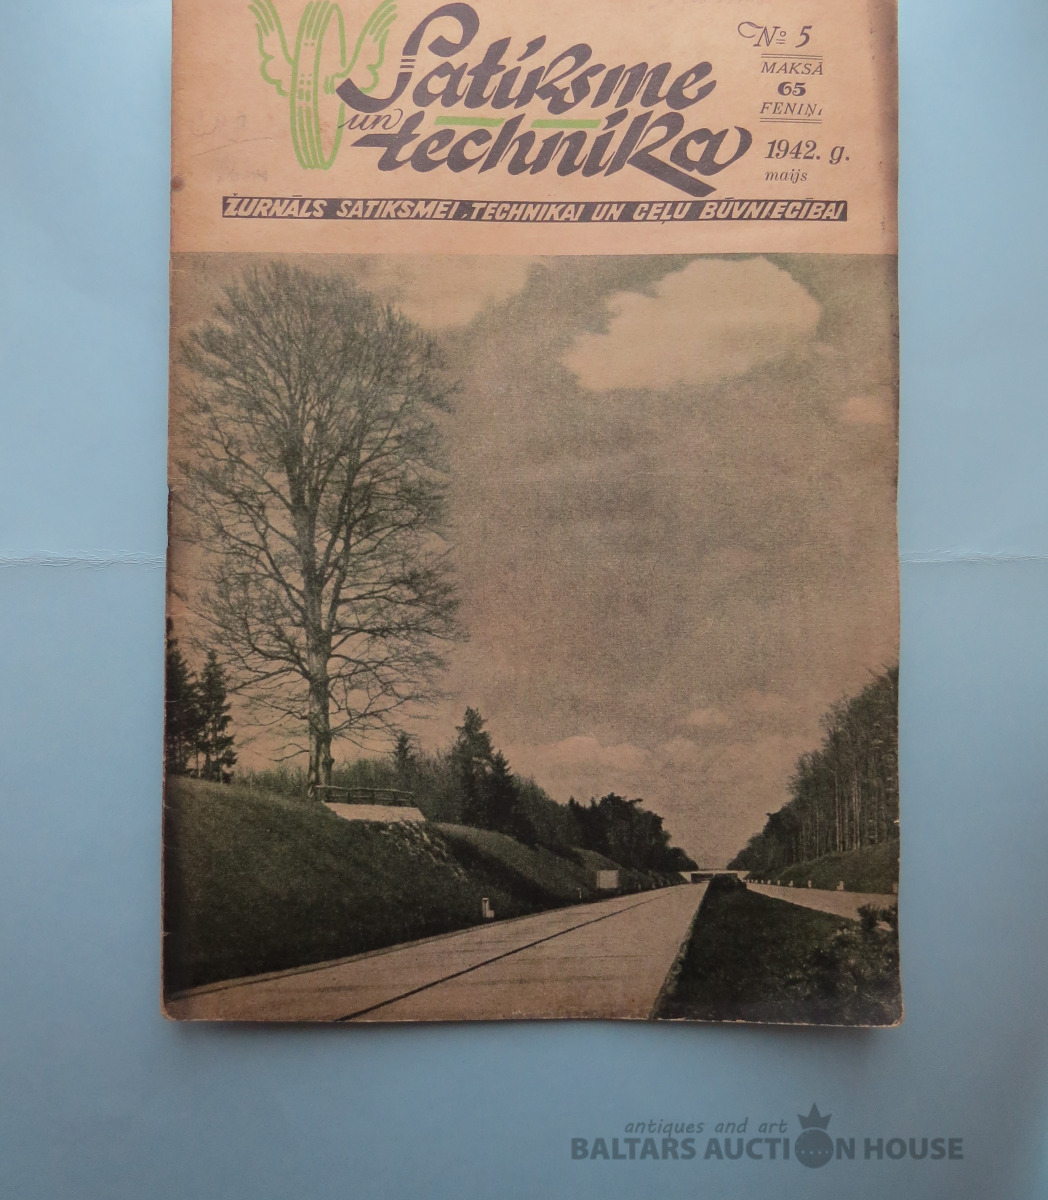 Satiksme
un technika
No 5
MAKSĀ
65
FENIŅI
1942. g.
maijs
ŽURNĀLS SATIKSMEI, TECHNIKAI UN CEĻU BŪVNIECĪBAI
antiques and art
BALTARS AUCTION HOUSE